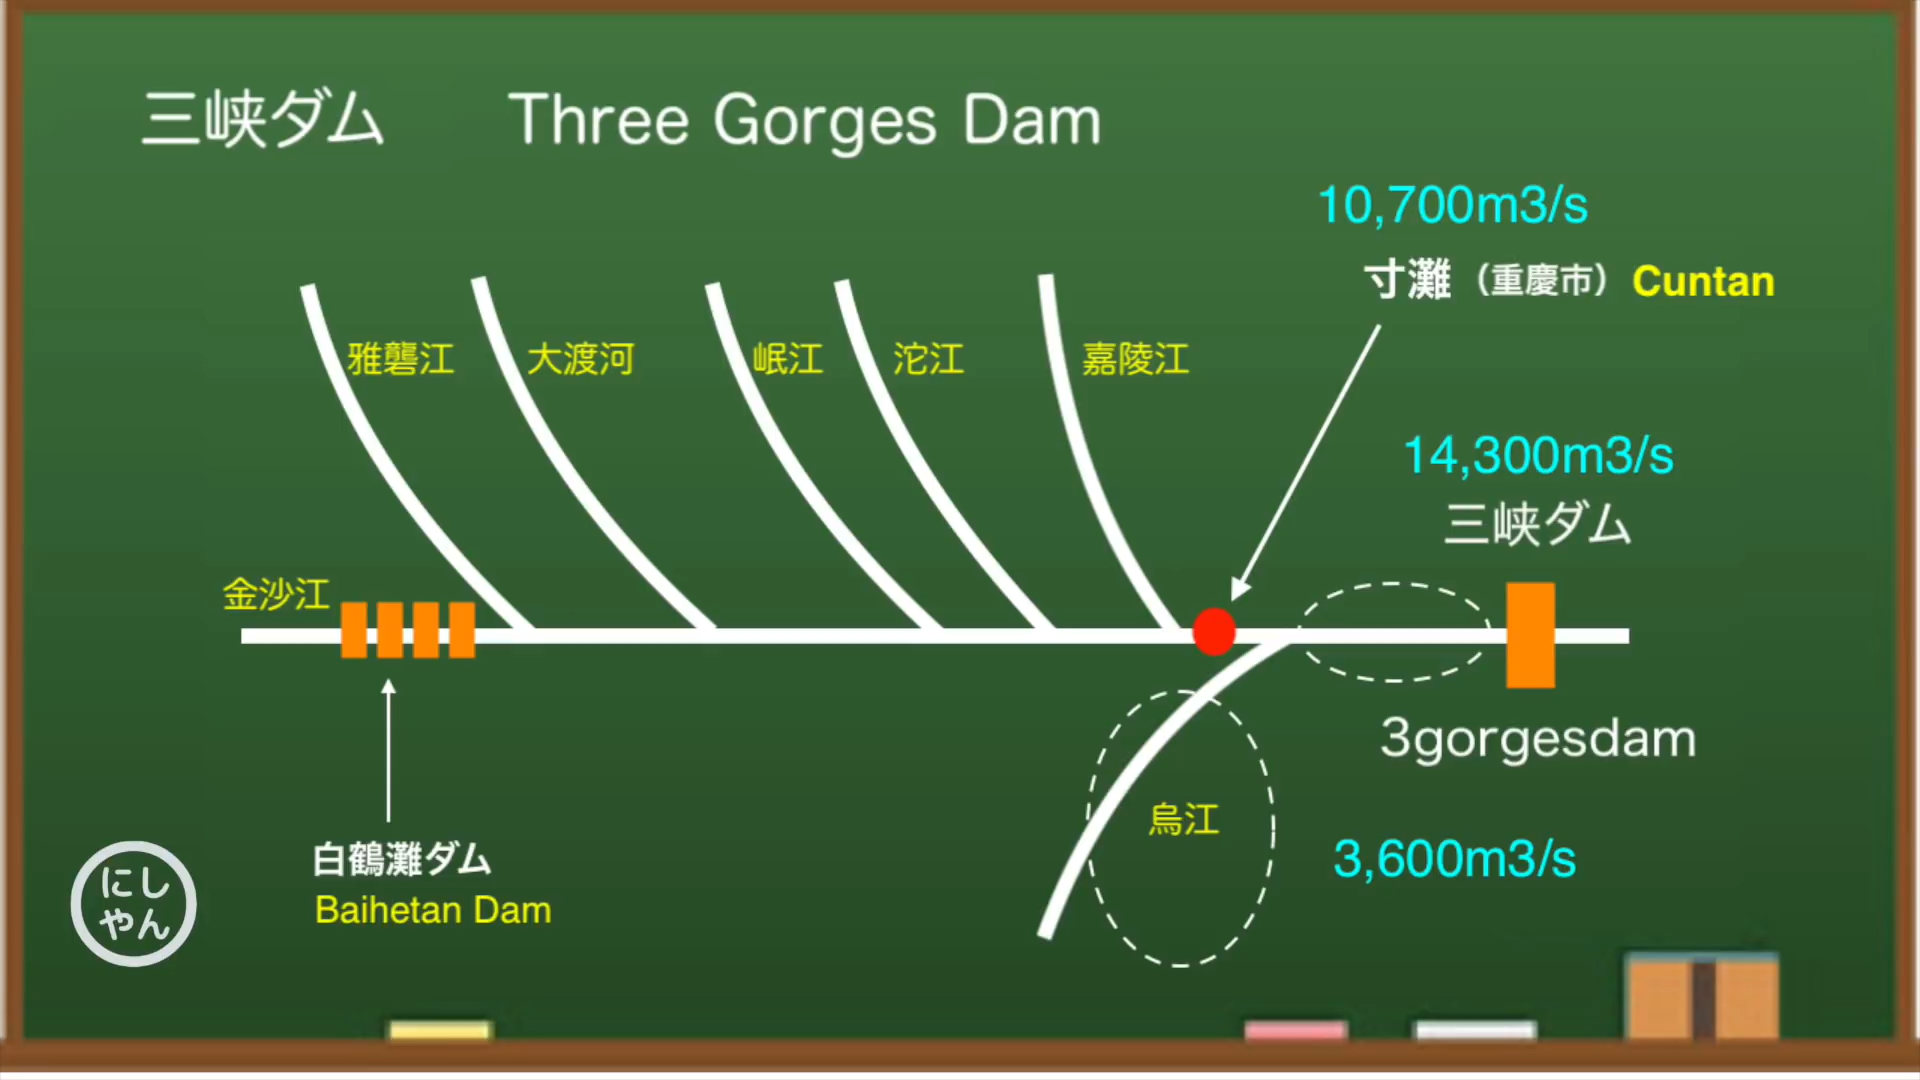 三峡ダム Three Gorges Dam
10,700m3/s
寸灘（重慶市）Cuntan
雅礱江 大渡河 岷江 沱江 嘉陵江
14,300m3/s
三峡ダム
金沙江
3gorgesdam
烏江
3,600m3/s
白鶴灘ダム
Baihetan Dam
にし
やん